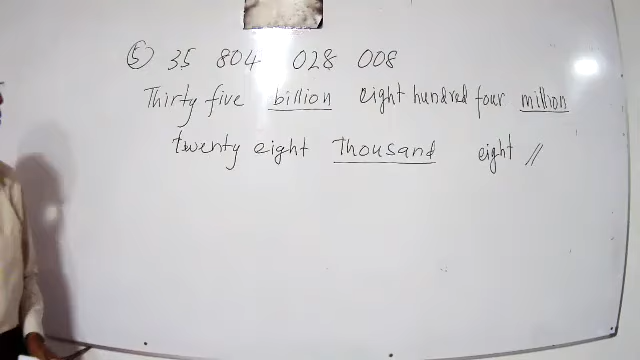 ⑤ 35 804 028 008
Thirty five billion eight hundred four million
twenty eight Thousand eight //